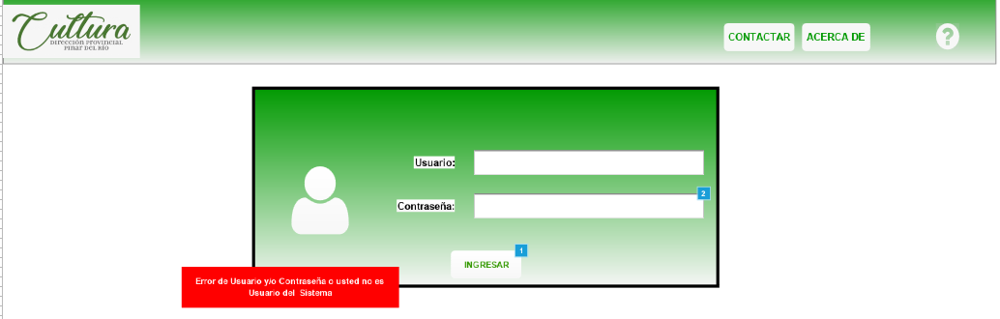 Cultura
DIRECCIÓN PROVINCIAL
PINAR DEL RÍO
CONTACTAR
ACERCA DE
?
Usuario:
2
Contraseña:
1
INGRESAR
Error de Usuario y/o Contraseña o usted no es
Usuario del Sistema